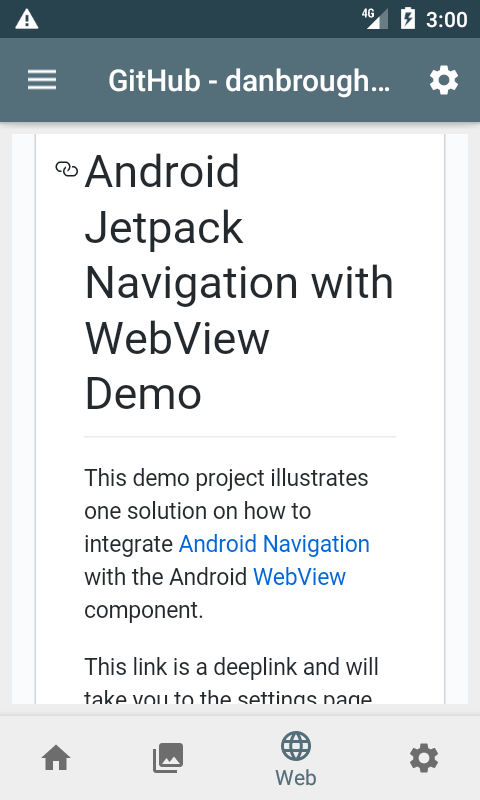 4G
3:00
GitHub - danbrough...
Android
Jetpack
Navigation with
WebView
Demo
This demo project illustrates
one solution on how to
integrate Android Navigation
with the Android WebView
component.
This link is a deeplink and will
take you to the settings page
Web